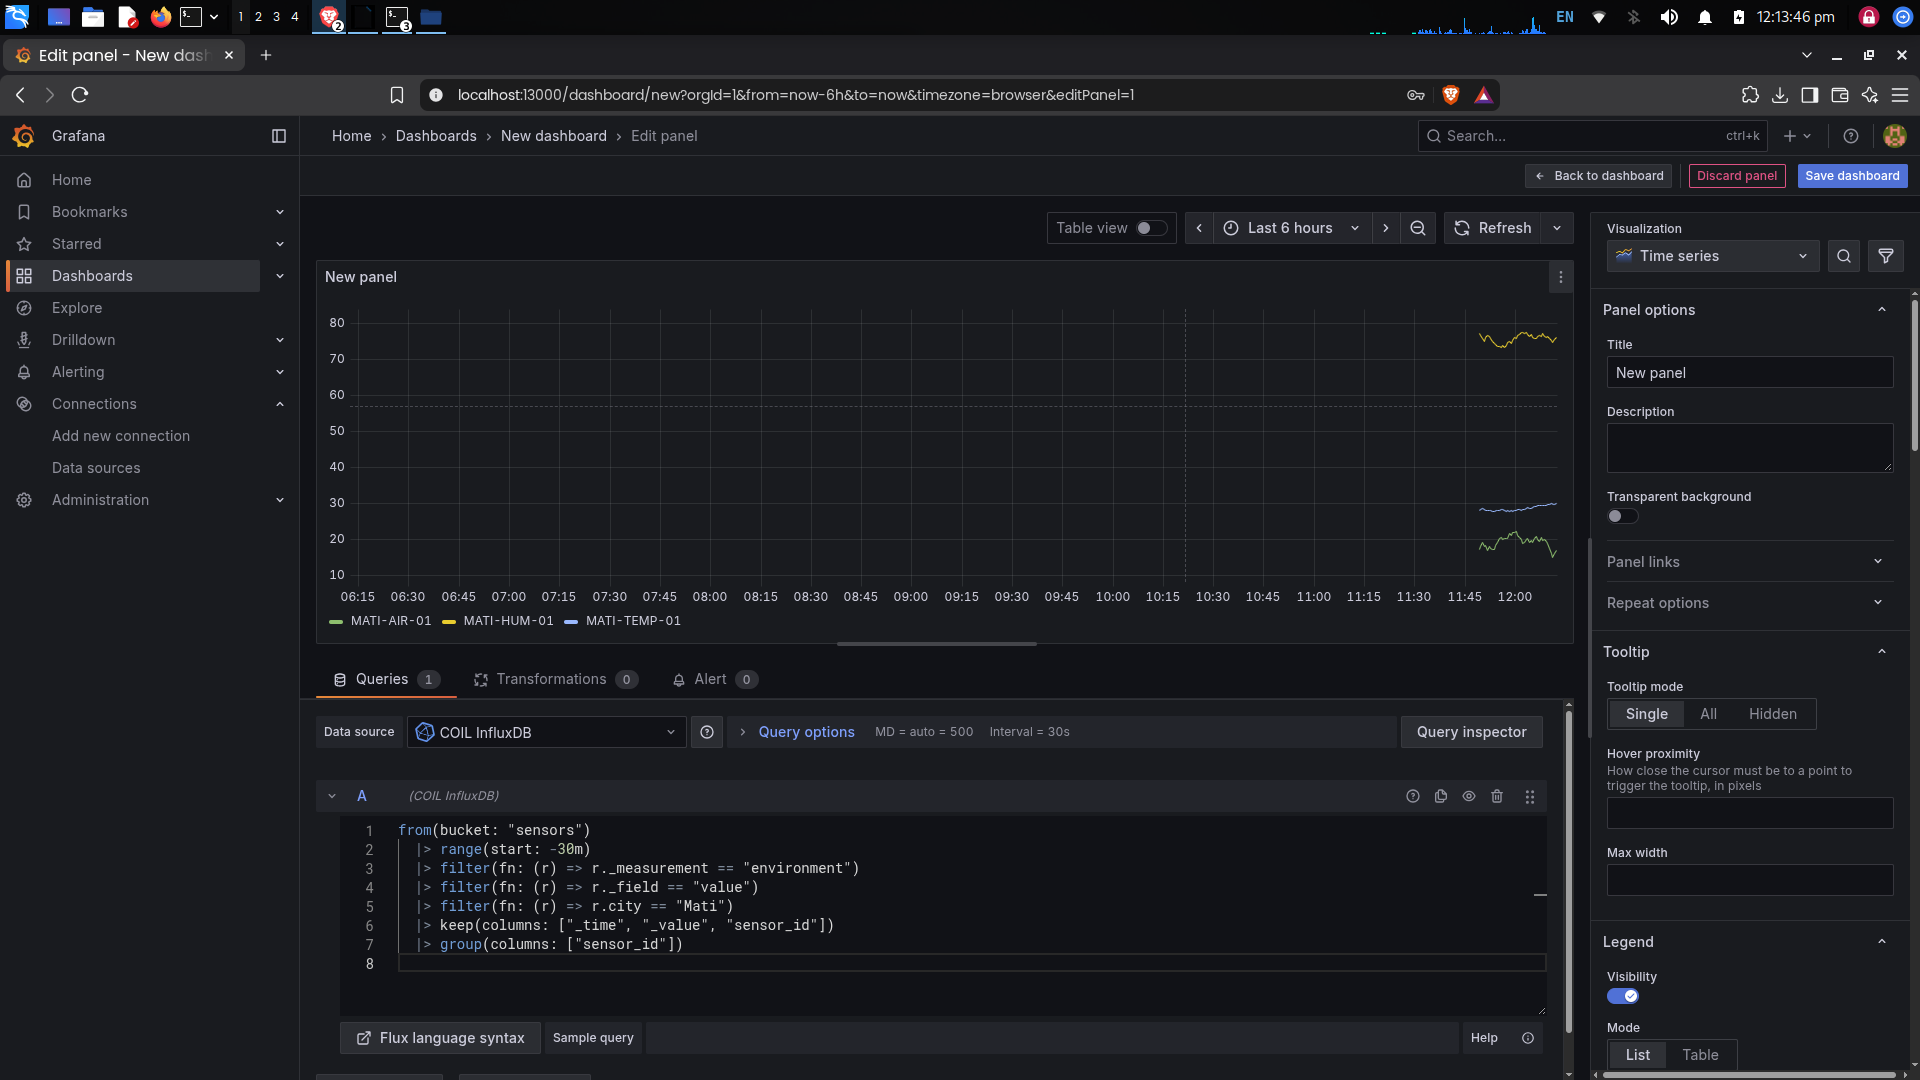 1 2 3 4
2
3
EN
12:13:46 pm
Edit panel - New dash
localhost:13000/dashboard/new?orgId=1&from=now-6h&to=now&timezone=browser&editPanel=1
Grafana
Home › Dashboards › New dashboard › Edit panel
Search...
ctrl+k
Back to dashboard
Discard panel
Save dashboard
Home
Bookmarks
Starred
Dashboards
Explore
Drilldown
Alerting
Connections
Add new connection
Data sources
Administration
Table view
Last 6 hours
Refresh
New panel
80
70
60
50
40
30
20
10
06:15 06:30 06:45 07:00 07:15 07:30 07:45 08:00 08:15 08:30 08:45 09:00 09:15 09:30 09:45 10:00 10:15 10:30 10:45 11:00 11:15 11:30 11:45 12:00
MATI-AIR-01 MATI-HUM-01 MATI-TEMP-01
Queries 1
Transformations 0
Alert 0
Data source
COIL InfluxDB
Query options
MD = auto = 500
Interval = 30s
Query inspector
A
(COIL InfluxDB)
1 from(bucket: "sensors")
2 |> range(start: -30m)
3 |> filter(fn: (r) => r._measurement == "environment")
4 |> filter(fn: (r) => r._field == "value")
5 |> filter(fn: (r) => r.city == "Mati")
6 |> keep(columns: ["_time", "_value", "sensor_id"])
7 |> group(columns: ["sensor_id"])
8
Flux language syntax
Sample query
Help
Visualization
Time series
Panel options
Title
New panel
Description
Transparent background
Panel links
Repeat options
Tooltip
Tooltip mode
Single All Hidden
Hover proximity
How close the cursor must be to a point to
trigger the tooltip, in pixels
Max width
Legend
Visibility
Mode
List Table